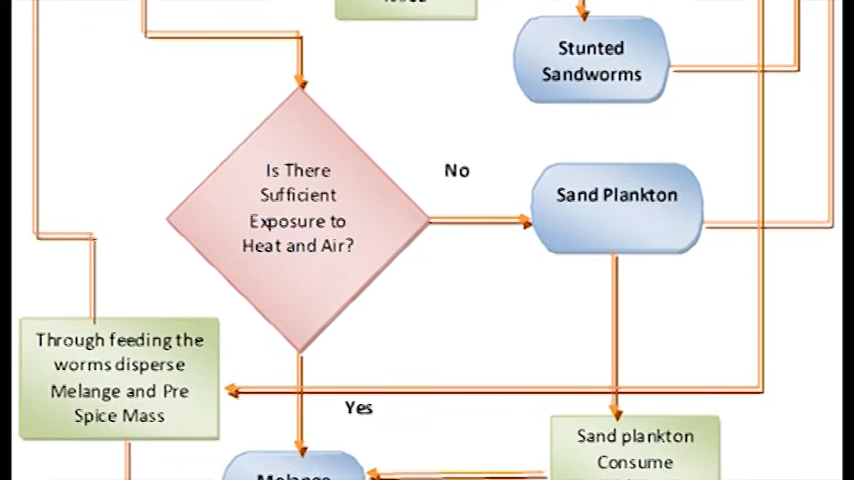 Stunted
Sandworms
Is There
Sufficient
Exposure to
Heat and Air?
No
Sand Plankton
Through feeding the
worms disperse
Melange and Pre
Spice Mass
Yes
Sand plankton
Consume
Melange